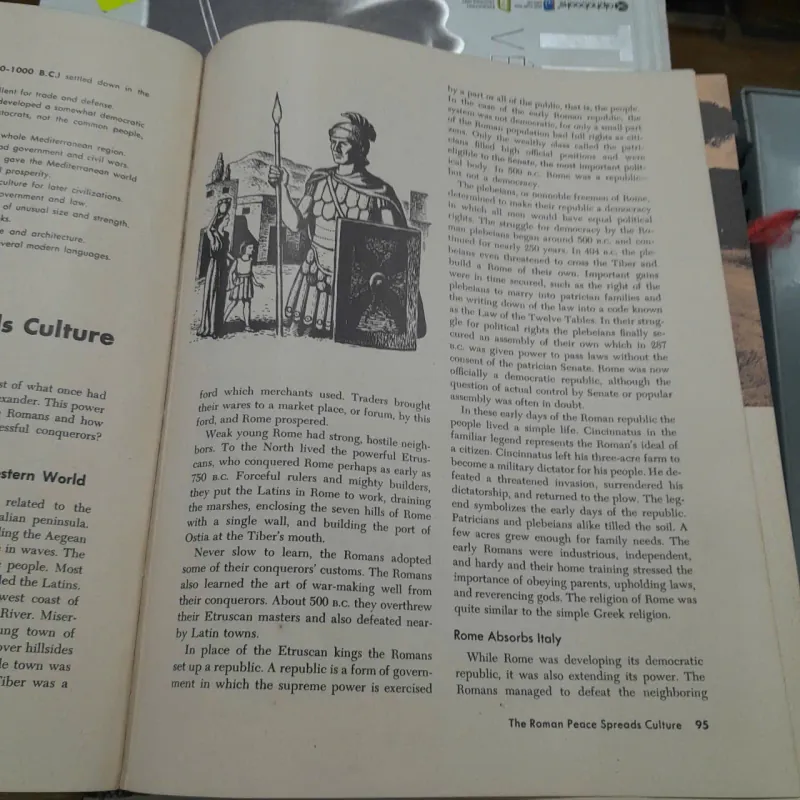 0-1000 B.C.) settled down in the
lient for trade and defense.
developed a somewhat democratic
stocrats, not the common people,
whole Mediterranean region.
ad government and civil wars.
gave the Mediterranean world
prosperity.
culture for later civilizations.
overnment and law.
of unusual size and strength.
ks.
e and architecture.
everal modern languages.
ds Culture
st of what once had
exander. This power
Romans and how
essful conquerors?
estern World
related to the
alian peninsula.
ling the Aegean
in waves. The
people. Most
led the Latins.
west coast of
River. Miser-
ung town of
over hillsides
le town was
Tiber was a
ford which merchants used. Traders brought
their wares to a market place, or forum, by this
ford, and Rome prospered.
Weak young Rome had strong, hostile neigh-
bors. To the North lived the powerful Etrus-
cans, who conquered Rome perhaps as early as
750 B.C. Forceful rulers and mighty builders,
they put the Latins in Rome to work, draining
the marshes, enclosing the seven hills of Rome
with a single wall, and building the port of
Ostia at the Tiber's mouth.
Never slow to learn, the Romans adopted
some of their conquerors' customs. The Romans
also learned the art of war-making well from
their conquerors. About 500 B.C. they overthrew
their Etruscan masters and also defeated near-
by Latin towns.
In place of the Etruscan kings the Romans
set up a republic. A republic is a form of govern-
ment in which the supreme power is exercised
by a part or all of the public, that is, the people.
In the case of the early Roman republic, the
system was not democratic, for only a small part
of the Roman population had full rights as citi-
zens. Only the wealthy class called the patri-
cians filled high official positions and were
eligible to the Senate, the most important polit-
ical body. In 500 B.C. Rome was a republic—
but not a democracy.
The plebeians, or nonnoble freemen of Rome,
determined to make their republic a democracy
in which all men would have equal political
rights. The struggle for democracy by the Ro-
man plebeians began around 500 B.C. and con-
tinued for nearly 250 years. In 494 B.C. the ple-
beians even threatened to cross the Tiber and
build a Rome of their own. Important gains
were in time secured, such as the right of the
plebeians to marry into patrician families and
the writing down of the law into a code known
as the Law of the Twelve Tables. In their strug-
gle for political rights the plebeians finally se-
cured an assembly of their own which in 287
B.C. was given power to pass laws without the
consent of the patrician Senate. Rome was now
officially a democratic republic, although the
question of actual control by Senate or popular
assembly was often in doubt.
In these early days of the Roman republic the
people lived a simple life. Cincinnatus in the
familiar legend represents the Roman's ideal of
a citizen. Cincinnatus left his three-acre farm to
become a military dictator for his people. He de-
feated a threatened invasion, surrendered his
dictatorship, and returned to the plow. The leg-
end symbolizes the early days of the republic.
Patricians and plebeians alike tilled the soil. A
few acres grew enough for family needs. The
early Romans were industrious, independent,
and hardy and their home training stressed the
importance of obeying parents, upholding laws,
and reverencing gods. The religion of Rome was
quite similar to the simple Greek religion.
Rome Absorbs Italy
While Rome was developing its democratic
republic, it was also extending its power. The
Romans managed to defeat the neighboring
The Roman Peace Spreads Culture 95